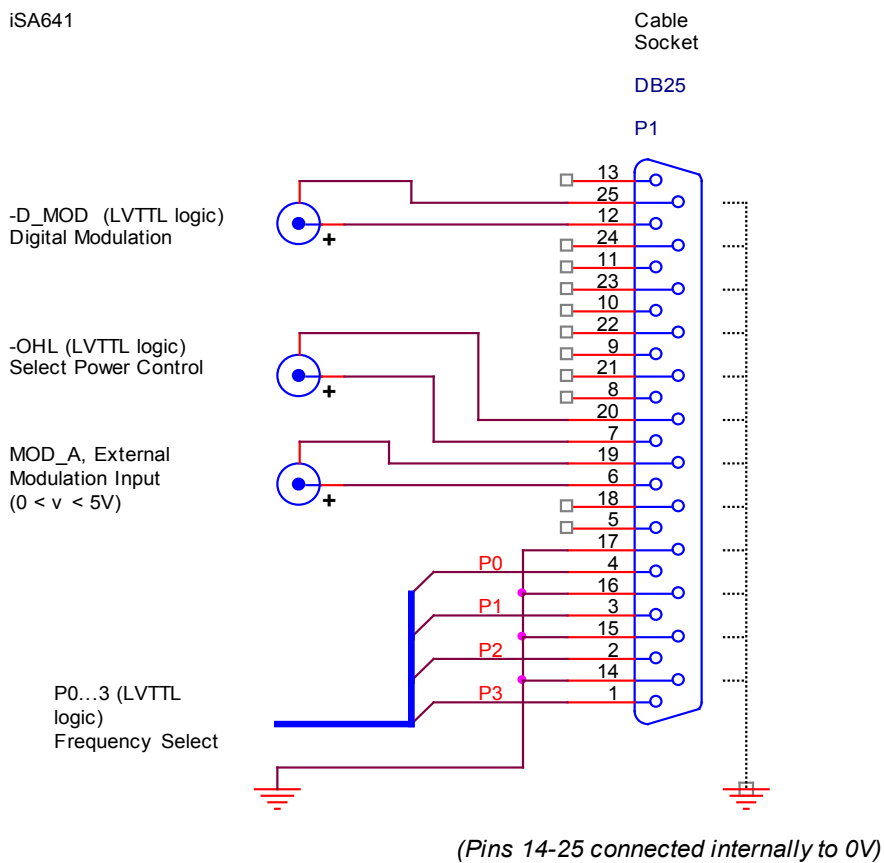 iSA641
Cable
Socket
DB25
P1
-D_MOD (LVTTL logic)
Digital Modulation
+
-OHL (LVTTL logic)
Select Power Control
+
MOD_A, External
Modulation Input
(0 < v < 5V)
+
P0...3 (LVTTL
logic)
Frequency Select
P0
P1
P2
P3
13
25
12
24
11
23
10
22
9
21
8
20
7
19
6
18
5
17
4
16
3
15
2
14
1
(Pins 14-25 connected internally to 0V)